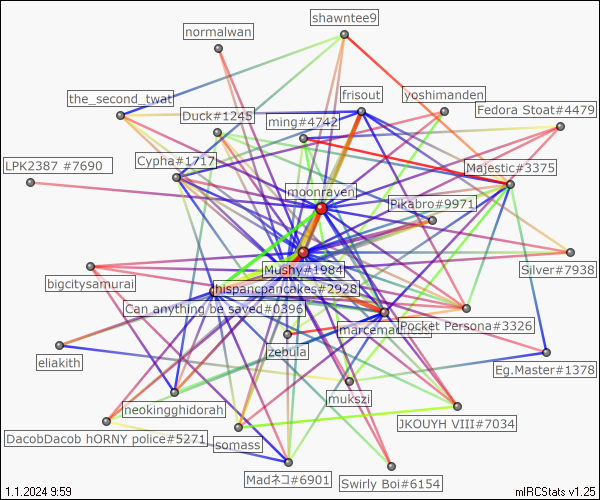 shawntee9
normalwan
the_second_twat
frisout
yoshimanden
Fedora Stoat#4479
Duck#1245
ming#4742
Cypha#1717
LPK2387 #7690
Majestic#3375
moonraven
Pikabro#9971
Mushy#1984
Silver#7938
bigcitysamurai
hispancpancakes#2928
Can anything be saved#0396
Pocket Persona#3326
zebula
eliakith
Eg.Master#1378
mukszi
neokingghidorah
JKOUYH VIII#7034
DacobDacob hORNY police#5271
somass
Madネコ#6901
Swirly Boi#6154
1.1.2024 9:59
mIRCStats v1.25